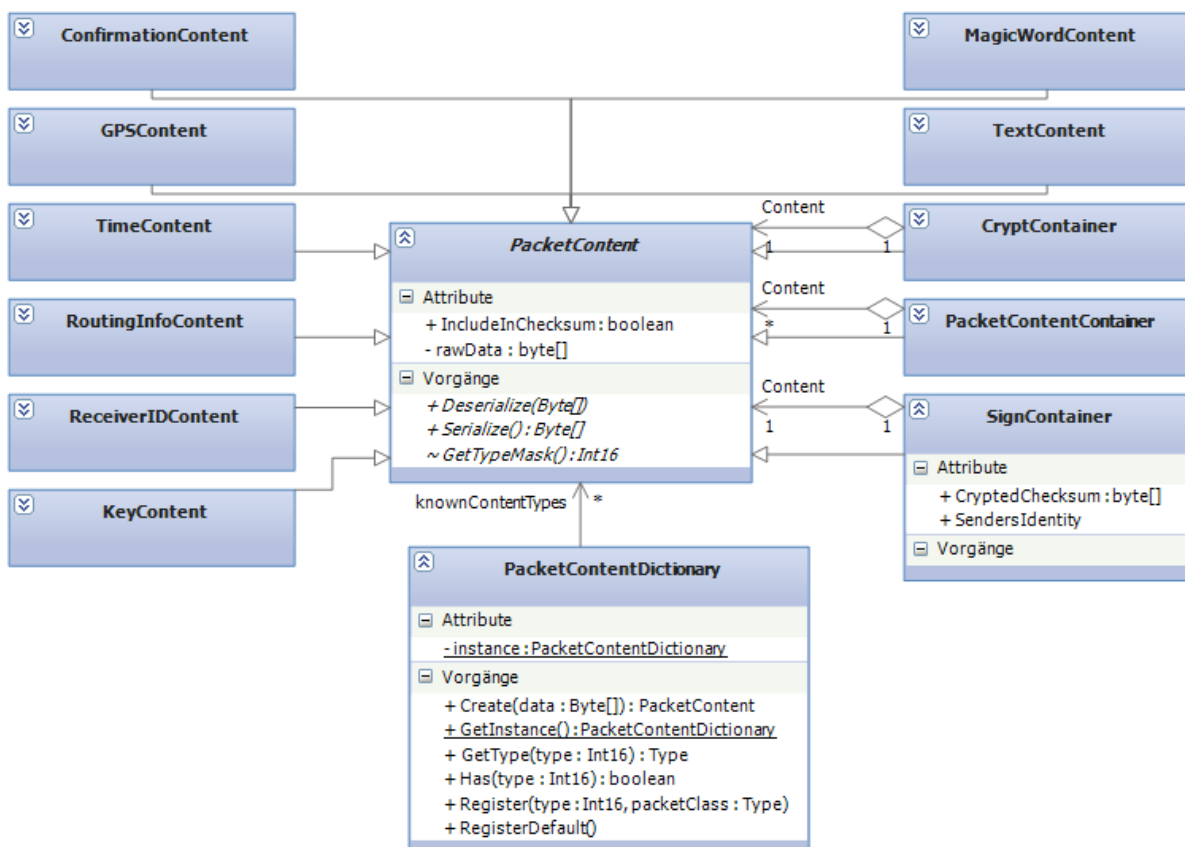 ConfirmationContent
MagicWordContent
GPSContent
TextContent
TimeContent
Content
CryptContainer
1
1
PacketContent
RoutingInfoContent
Attribute
+ IncludeInChecksum : boolean
- rawData : byte[]
Content
PacketContentContainer
*
1
ReceiverIDContent
Vorgänge
+ Deserialize(Byte[])
+ Serialize() : Byte[]
~ GetTypeMask() : Int16
Content
SignContainer
1
1
Attribute
+ CryptedChecksum : byte[]
+ SendersIdentity
Vorgänge
KeyContent
knownContentTypes
*
PacketContentDictionary
Attribute
- instance : PacketContentDictionary
Vorgänge
+ Create(data : Byte[]) : PacketContent
+ GetInstance() : PacketContentDictionary
+ GetType(type : Int16) : Type
+ Has(type : Int16) : boolean
+ Register(type : Int16, packetClass : Type)
+ RegisterDefault()